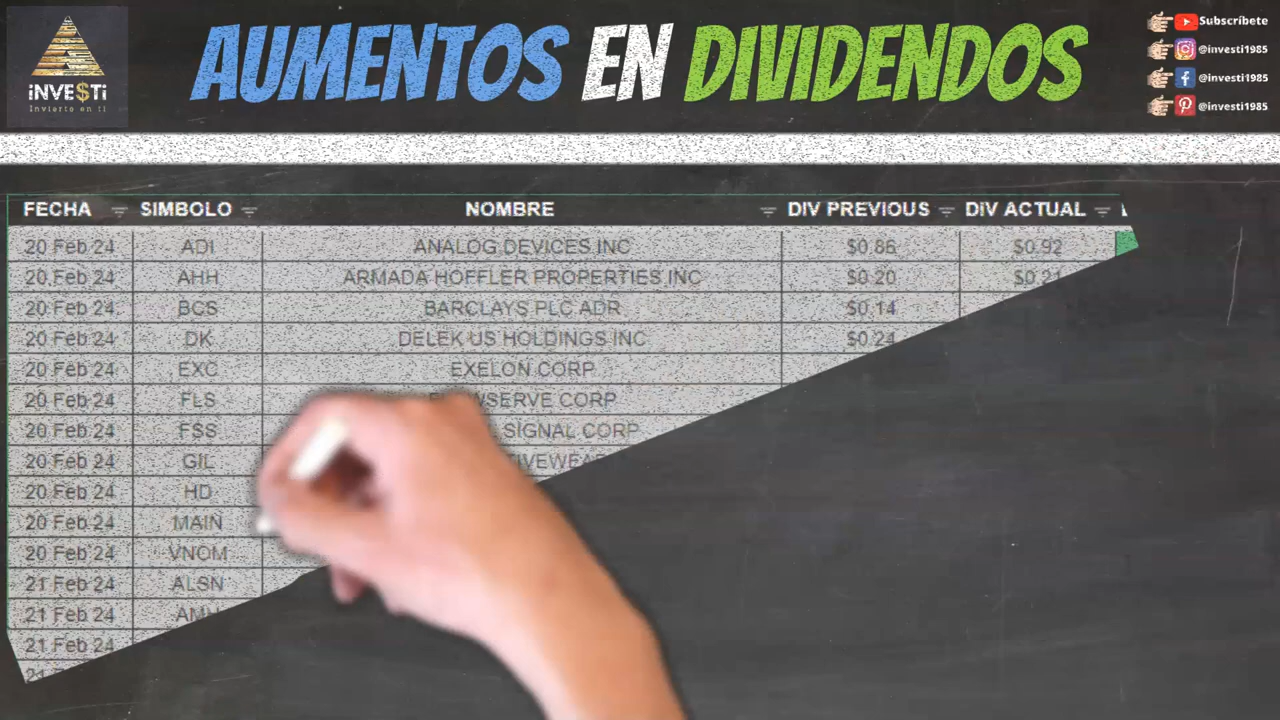 iNVE$Ti
Invierto en ti
AUMENTOS EN DIVIDENDOS
Subscríbete
@investi1985
@investi1985
@investi1985
FECHA SIMBOLO NOMBRE DIV PREVIOUS DIV ACTUAL
20 Feb 24 ADI ANALOG DEVICES INC $0.86 $0.92
20 Feb 24 AHH ARMADA HOFFLER PROPERTIES INC $0.20
20 Feb 24 BCS BARCLAYS PLC ADR $0.14
20 Feb 24 DK DELEK US HOLDINGS INC $0.24
20 Feb 24 EXC EXELON CORP
20 Feb 24 FLS CORP
20 Feb 24 FSS SIGNAL CORP
20 Feb 24 GIL
20 Feb 24 HD
20 Feb 24 MAIN
20 Feb 24 VNOM
21 Feb 24 ALSN
21 Feb 24
21 Feb 24